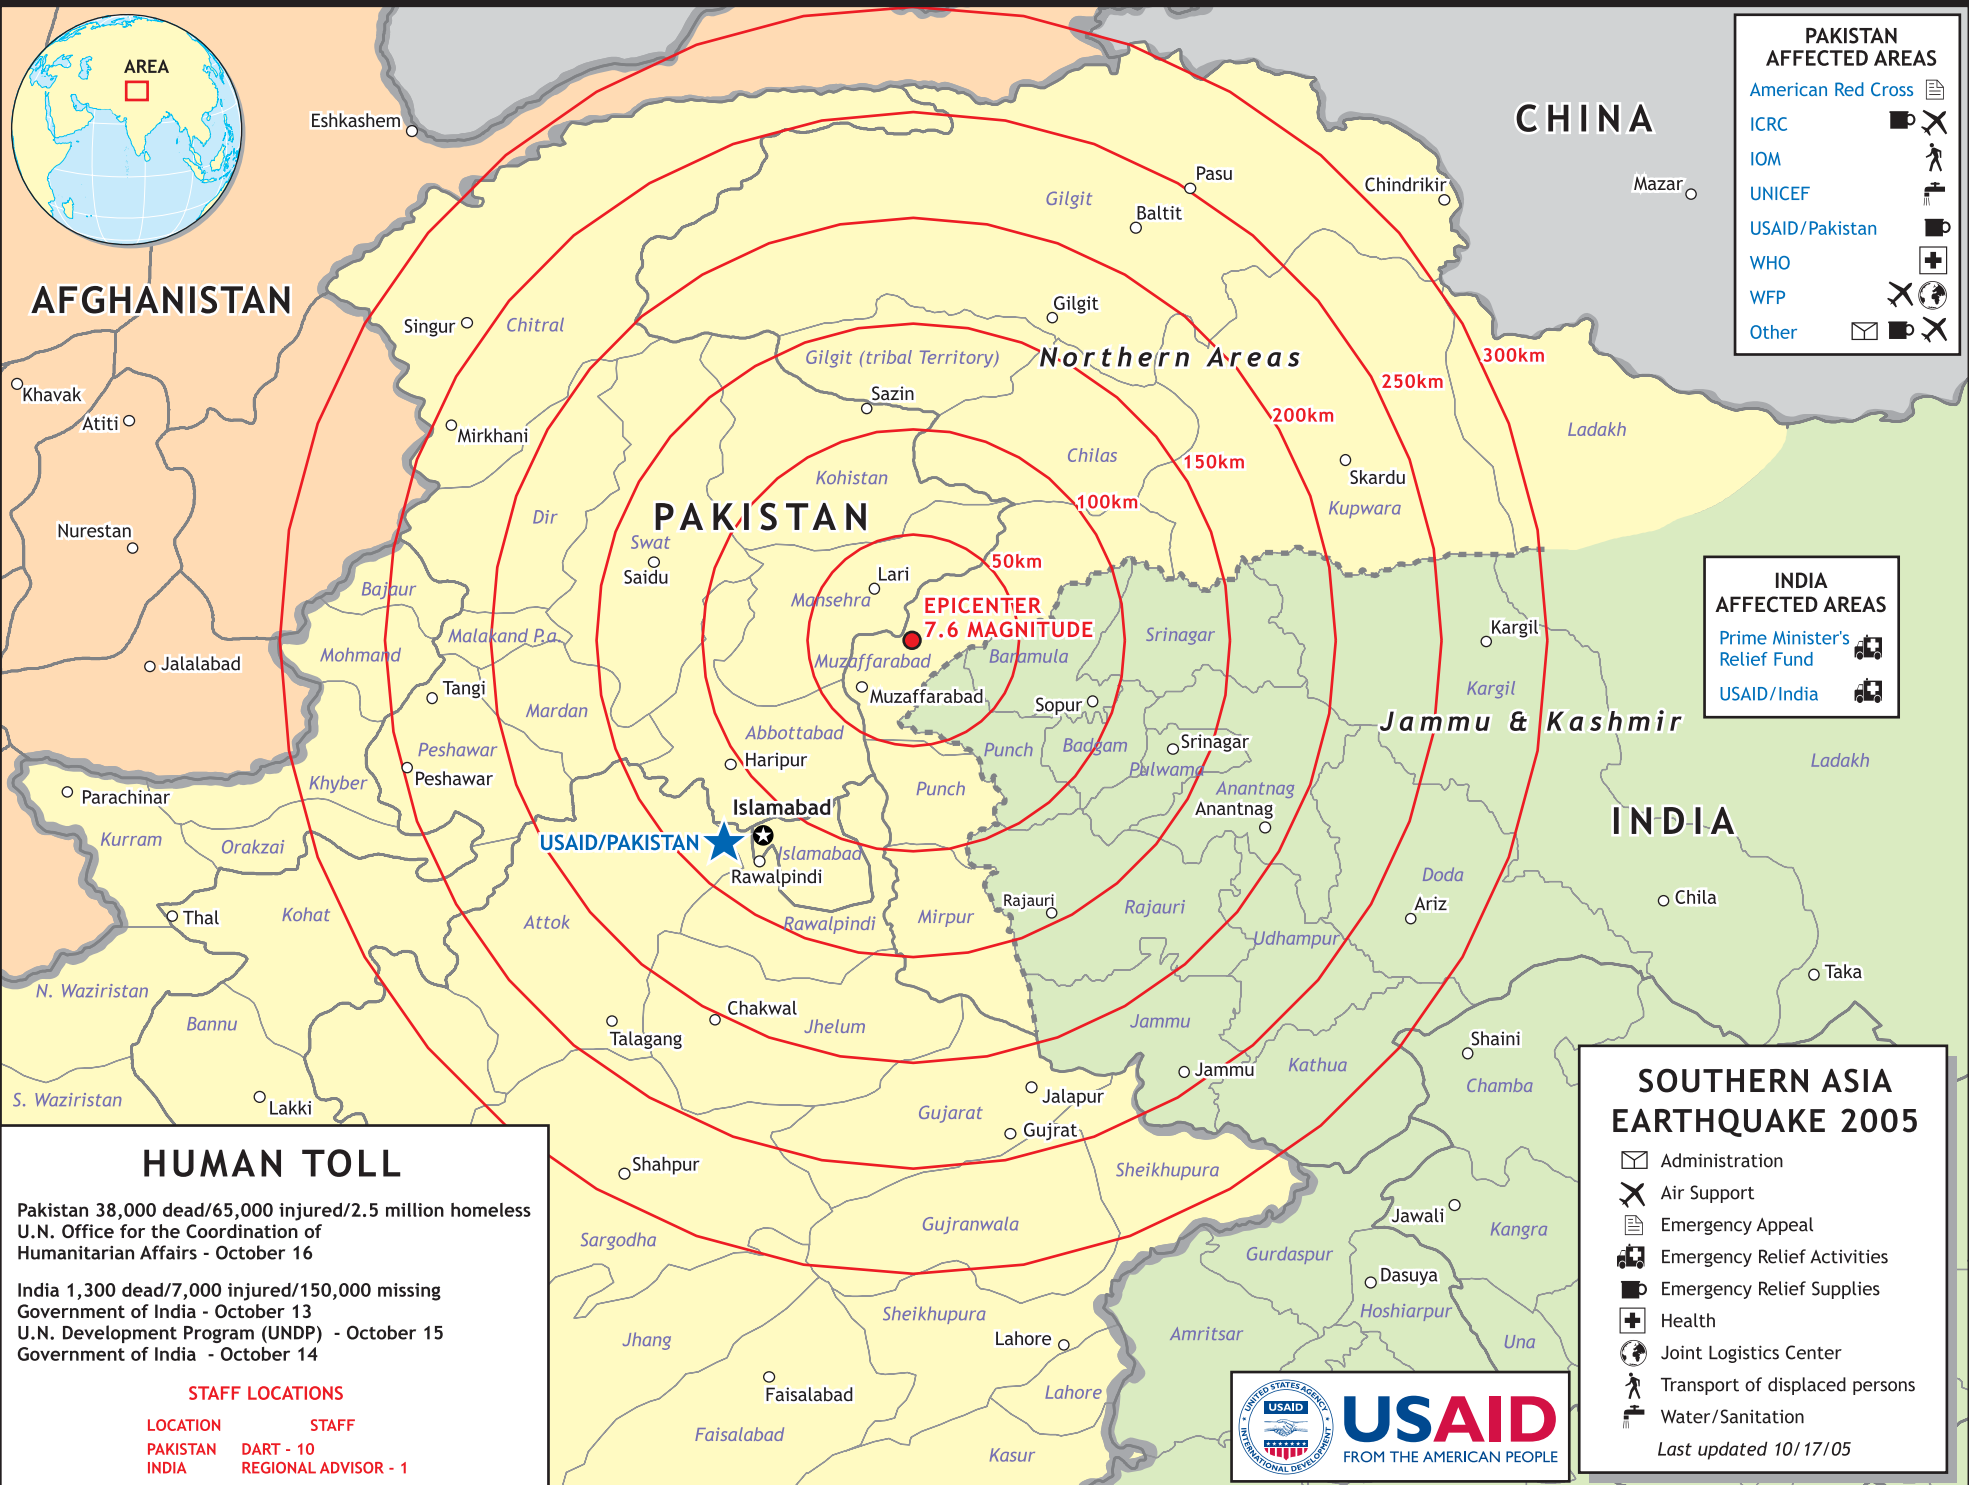 AREA
CHINA
AFGHANISTAN
PAKISTAN
INDIA
Northern Areas
Jammu & Kashmir
Eshkashem
Khavak
Atiti
Nurestan
Jalalabad
Singur
Chitral
Mirkhani
Gilgit
Pasu
Baltit
Chindrikir
Mazar
Gilgit
Gilgit (tribal Territory)
Sazin
Kohistan
Chilas
Skardu
Kupwara
Ladakh
300km
250km
200km
150km
100km
50km
EPICENTER
7.6 MAGNITUDE
Dir
Swat
Saidu
Lari
Mansehra
Bajaur
Malakand P.a.
Mohmand
Tangi
Mardan
Muzaffarabad
Muzaffarabad
Baramula
Srinagar
Sopur
Kargil
Kargil
Peshawar
Peshawar
Khyber
Abbottabad
Haripur
Punch
Punch
Badgam
Srinagar
Pulwama
Anantnag
Anantnag
Ladakh
Parachinar
Kurram
Orakzai
Islamabad
USAID/PAKISTAN
Islamabad
Rawalpindi
Rawalpindi
Thal
Kohat
Attok
Mirpur
Rajauri
Rajauri
Doda
Ariz
Udhampur
Chila
Taka
N. Waziristan
Bannu
Chakwal
Talagang
Jhelum
Jammu
Jammu
Kathua
Shaini
Chamba
S. Waziristan
Lakki
Jalapur
Gujarat
Gujrat
Shahpur
Sheikhupura
Gujranwala
Sargodha
Jawali
Kangra
Gurdaspur
Dasuya
Hoshiarpur
Una
Amritsar
Sheikhupura
Lahore
Lahore
Jhang
Faisalabad
Faisalabad
Kasur
PAKISTAN
AFFECTED AREAS
American Red Cross
ICRC
IOM
UNICEF
USAID/Pakistan
WHO
WFP
Other
INDIA
AFFECTED AREAS
Prime Minister's
Relief Fund
USAID/India
HUMAN TOLL
Pakistan 38,000 dead/65,000 injured/2.5 million homeless
U.N. Office for the Coordination of
Humanitarian Affairs - October 16
India 1,300 dead/7,000 injured/150,000 missing
Government of India - October 13
U.N. Development Program (UNDP) - October 15
Government of India - October 14
STAFF LOCATIONS
LOCATION STAFF
PAKISTAN DART - 10
INDIA REGIONAL ADVISOR - 1
UNITED STATES AGENCY
INTERNATIONAL DEVELOPMENT
USAID
USAID
FROM THE AMERICAN PEOPLE
SOUTHERN ASIA
EARTHQUAKE 2005
Administration
Air Support
Emergency Appeal
Emergency Relief Activities
Emergency Relief Supplies
Health
Joint Logistics Center
Transport of displaced persons
Water/Sanitation
Last updated 10/17/05